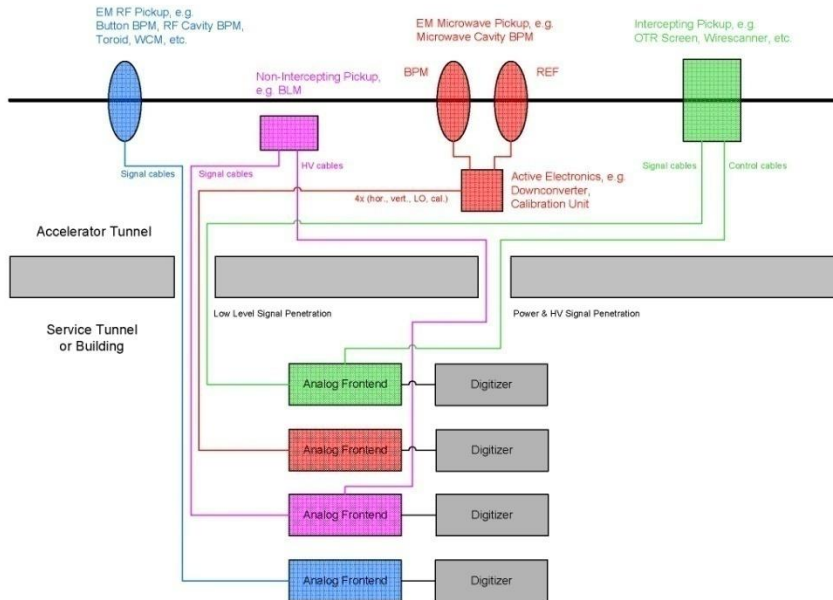 EM RF Pickup, e.g.
Button BPM, RF Cavity BPM,
Toroid, WCM, etc.
EM Microwave Pickup, e.g.
Microwave Cavity BPM
Intercepting Pickup, e.g.
OTR Screen, Wirescanner, etc.
Non-Intercepting Pickup,
e.g. BLM
BPM
REF
Signal cables
Signal cables
HV cables
Signal cables
Control cables
Active Electronics, e.g.
Downconverter,
Calibration Unit
4x (hor., vert., LO, cal.)
Accelerator Tunnel
Low Level Signal Penetration
Power & HV Signal Penetration
Service Tunnel
or Building
Analog Frontend
Digitizer
Analog Frontend
Digitizer
Analog Frontend
Digitizer
Analog Frontend
Digitizer